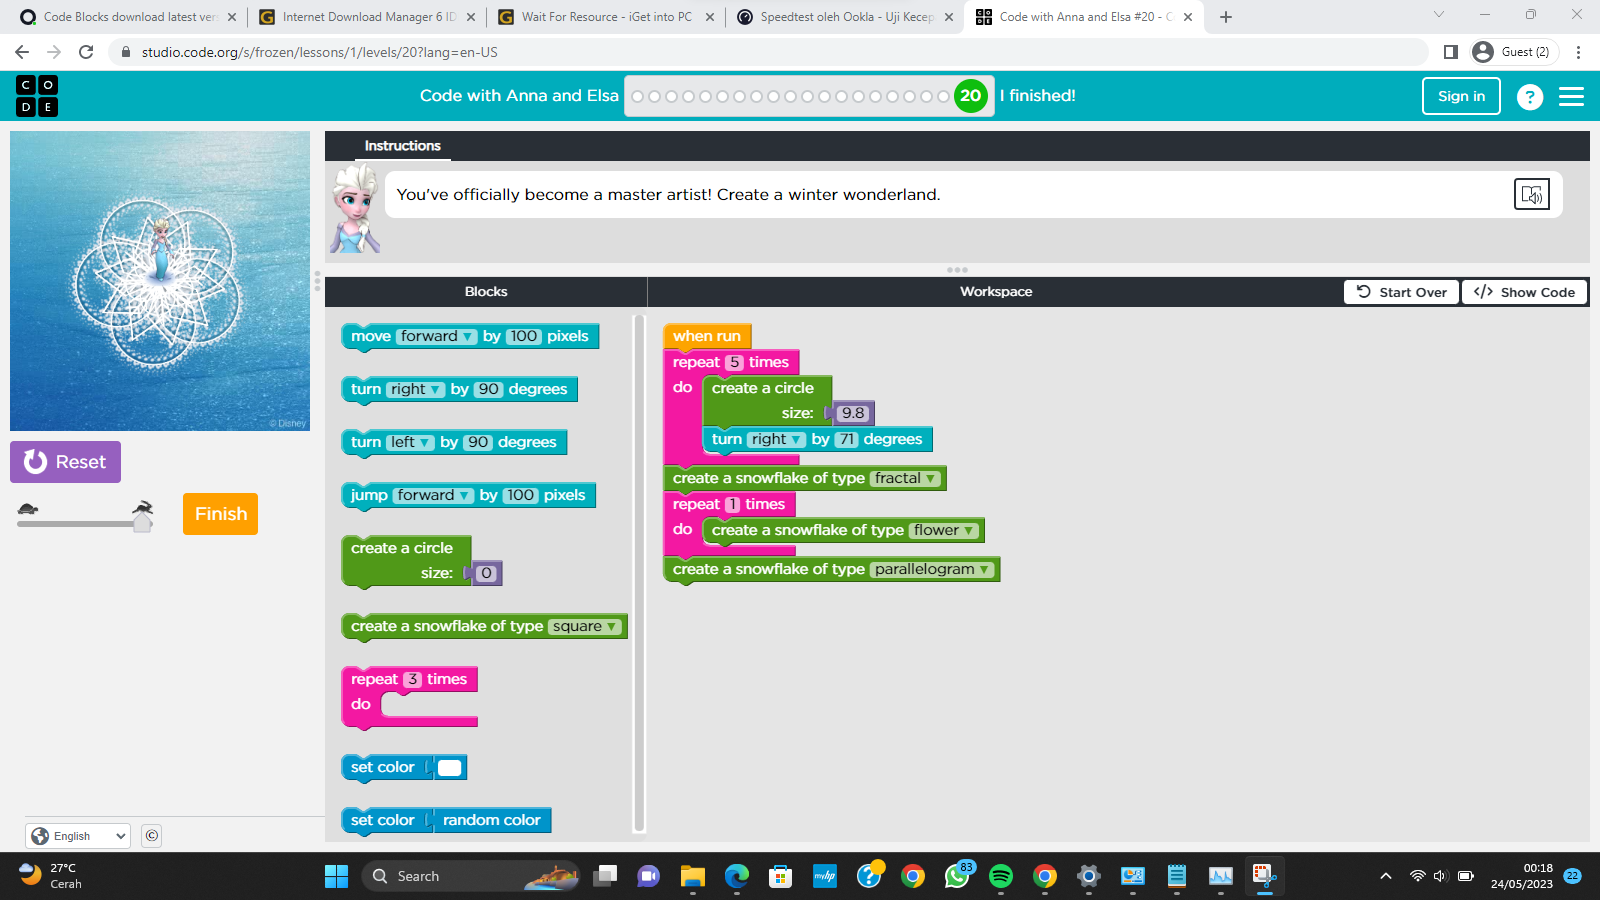 Code Blocks download latest ver
Internet Download Manager 6 ID
Wait For Resource - iGet into PC
Speedtest oleh Ookla - Uji Kecep
Code with Anna and Elsa #20 - C
studio.code.org/s/frozen/lessons/1/levels/20?lang=en-US
Guest (2)
C O
D E
Code with Anna and Elsa
20
I finished!
Sign in
?
Instructions
You've officially become a master artist! Create a winter wonderland.
Blocks
Workspace
Start Over
</> Show Code
© Disney
Reset
Finish
move forward ▼ by 100 pixels
turn right ▼ by 90 degrees
turn left ▼ by 90 degrees
jump forward ▼ by 100 pixels
create a circle
size: 0
create a snowflake of type square ▼
repeat 3 times
do
set color
set color random color
when run
repeat 5 times
do create a circle
size: 9.8
turn right ▼ by 71 degrees
create a snowflake of type fractal ▼
repeat 1 times
do create a snowflake of type flower ▼
create a snowflake of type parallelogram ▼
English
©
27°C
Cerah
Search
myhp
83
00:18
24/05/2023
22